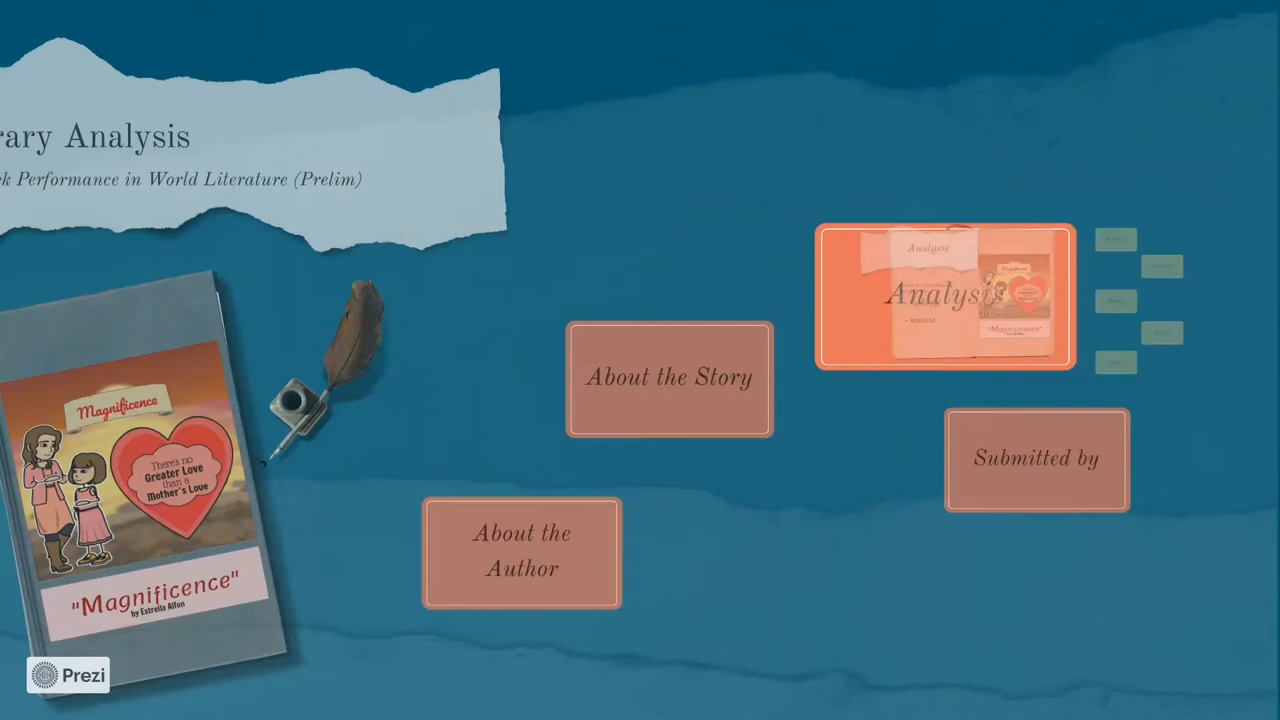 rary Analysis
k Performance in World Literature (Prelim)
Analysis
Analysis
• Marxist
Magnificence
"Magnificence"
About the Story
Submitted by
Magnificence
There's no
Greater Love
than a
Mother's Love
About the
Author
"Magnificence"
by Estrella Alfon
Prezi